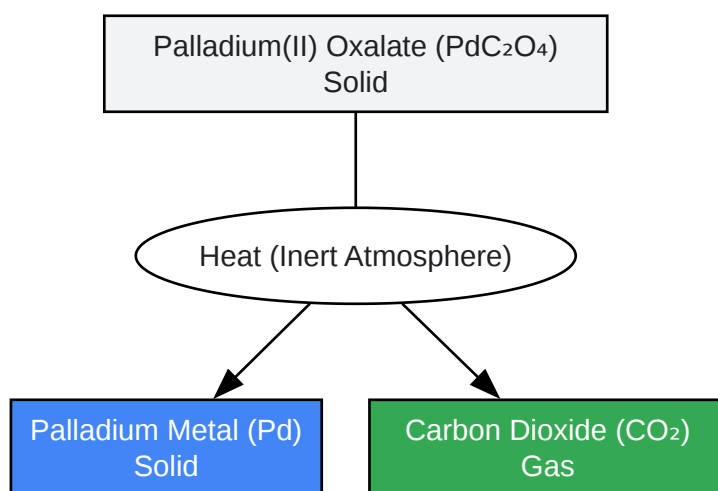 Palladium(II) Oxalate (PdC₂O₄)
Solid
Heat (Inert Atmosphere)
Palladium Metal (Pd)
Solid
Carbon Dioxide (CO₂)
Gas